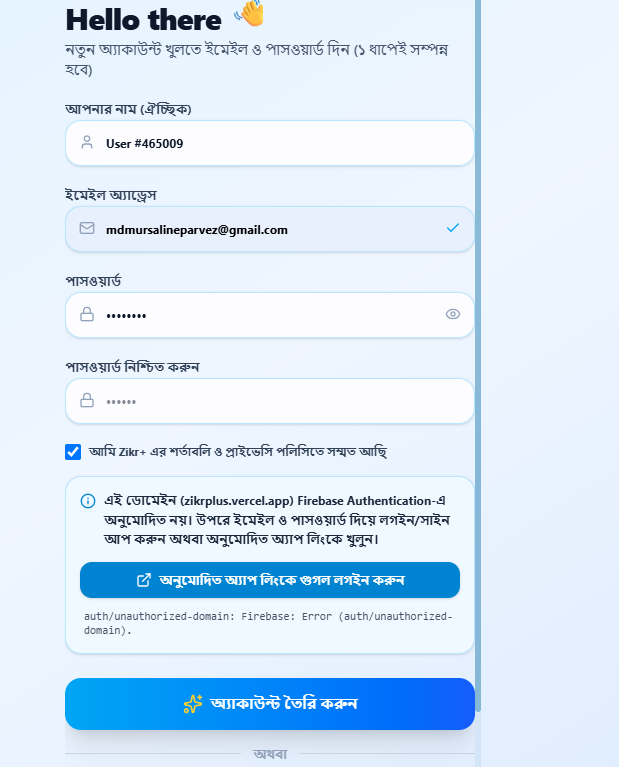 Hello there 👋
নতুন অ্যাকাউন্ট খুলতে ইমেইল ও পাসওয়ার্ড দিন (১ ধাপেই সম্পন্ন
হবে)
আপনার নাম (ঐচ্ছিক)
User #465009
ইমেইল অ্যাড্রেস
mdmursalineparvez@gmail.com
পাসওয়ার্ড
••••••••
পাসওয়ার্ড নিশ্চিত করুন
••••••
আমি Zikr+ এর শর্তাবলি ও প্রাইভেসি পলিসিতে সম্মত আছি
এই ডোমেইন (zikrplus.vercel.app) Firebase Authentication-এ
অনুমোদিত নয়। উপরে ইমেইল ও পাসওয়ার্ড দিয়ে লগইন/সাইন
আপ করুন অথবা অনুমোদিত অ্যাপ লিংকে খুলুন।
অনুমোদিত অ্যাপ লিংকে গুগল লগইন করুন
auth/unauthorized-domain: Firebase: Error (auth/unauthorized-
domain).
অ্যাকাউন্ট তৈরি করুন
অথবা